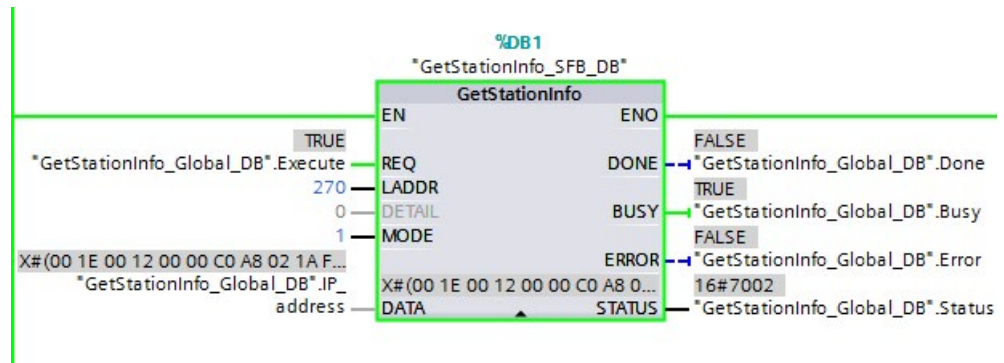 %DB1
"GetStationInfo_SFB_DB"
GetStationInfo
EN ENO
TRUE FALSE
"GetStationInfo_Global_DB".Execute REQ DONE "GetStationInfo_Global_DB".Done
270 LADDR TRUE
0 DETAIL BUSY "GetStationInfo_Global_DB".Busy
1 MODE FALSE
X#(00 1E 00 12 00 00 C0 A8 02 1A F... ERROR "GetStationInfo_Global_DB".Error
"GetStationInfo_Global_DB".IP_ X#(00 1E 00 12 00 00 C0 A8 0... 16#7002
address DATA STATUS "GetStationInfo_Global_DB".Status